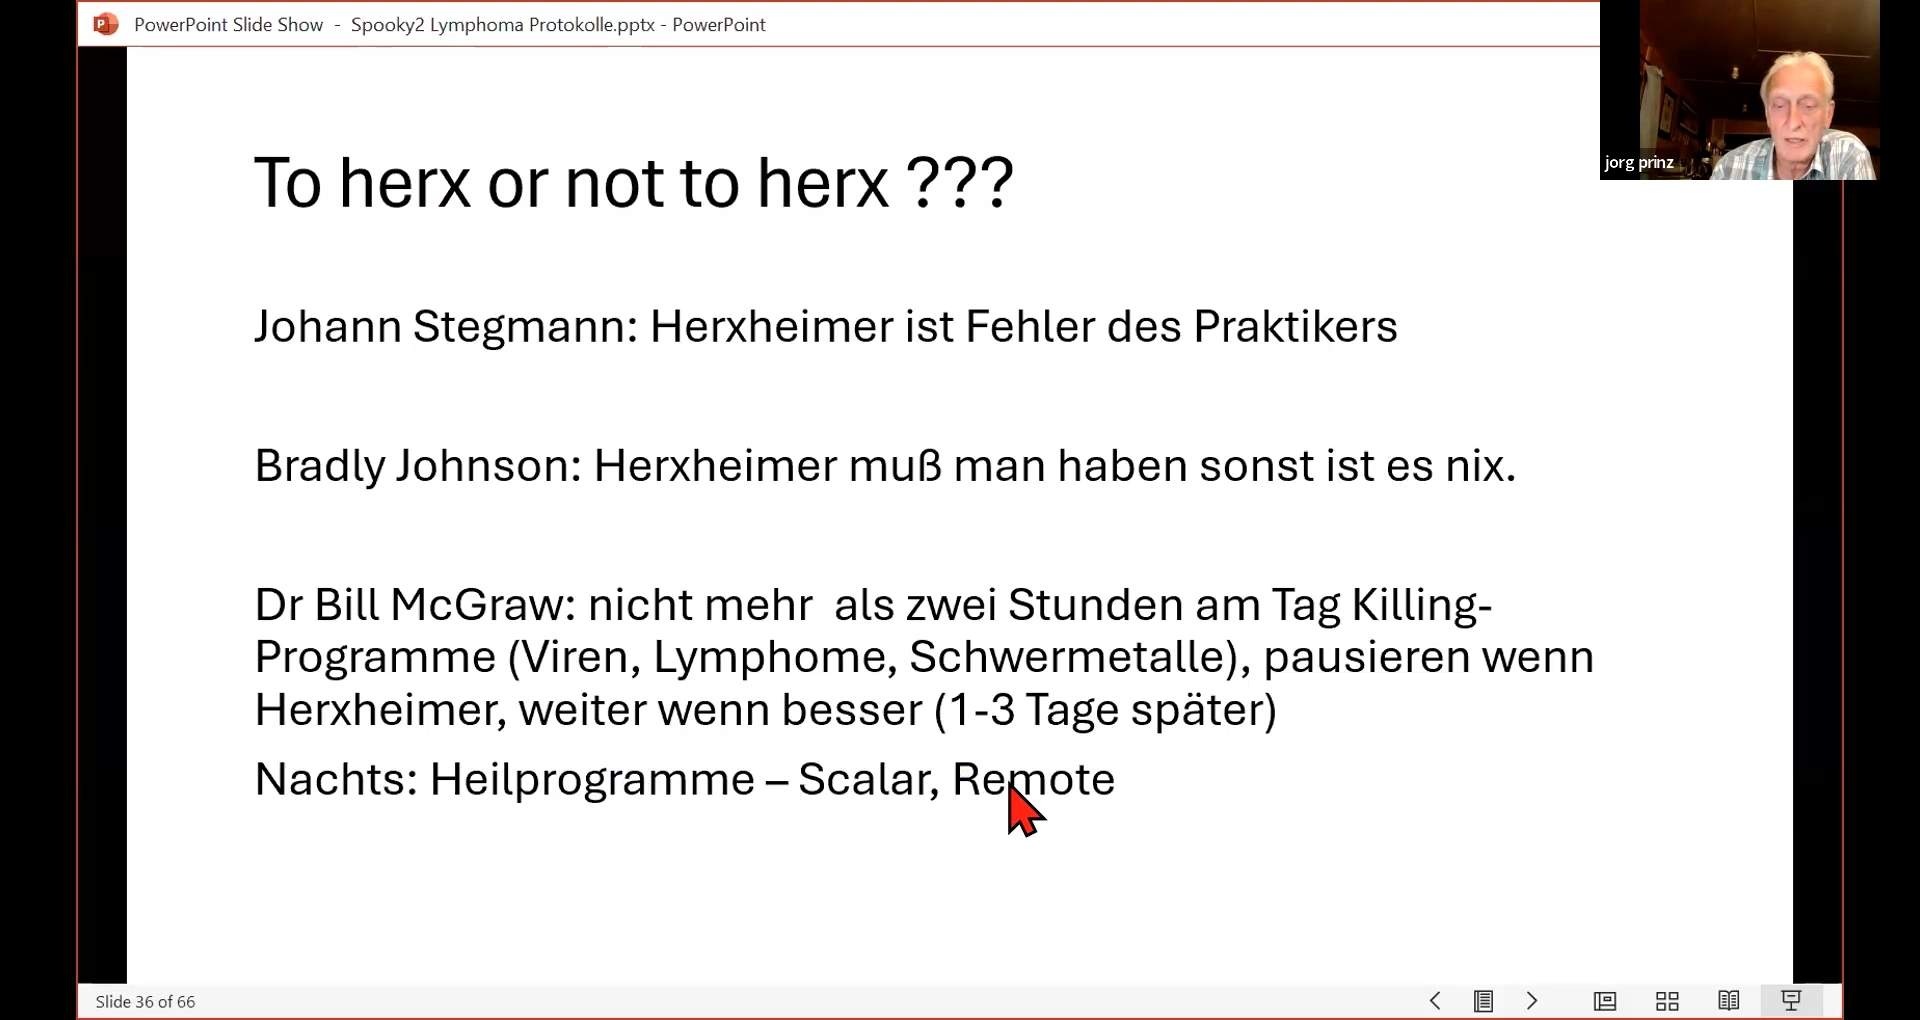 PowerPoint Slide Show - Spooky2 Lymphoma Protokolle.pptx - PowerPoint
jorg prinz
To herx or not to herx ???
Johann Stegmann: Herxheimer ist Fehler des Praktikers
Bradly Johnson: Herxheimer muß man haben sonst ist es nix.
Dr Bill McGraw: nicht mehr als zwei Stunden am Tag Killing-
Programme (Viren, Lymphome, Schwermetalle), pausieren wenn
Herxheimer, weiter wenn besser (1-3 Tage später)
Nachts: Heilprogramme – Scalar, Remote
Slide 36 of 66